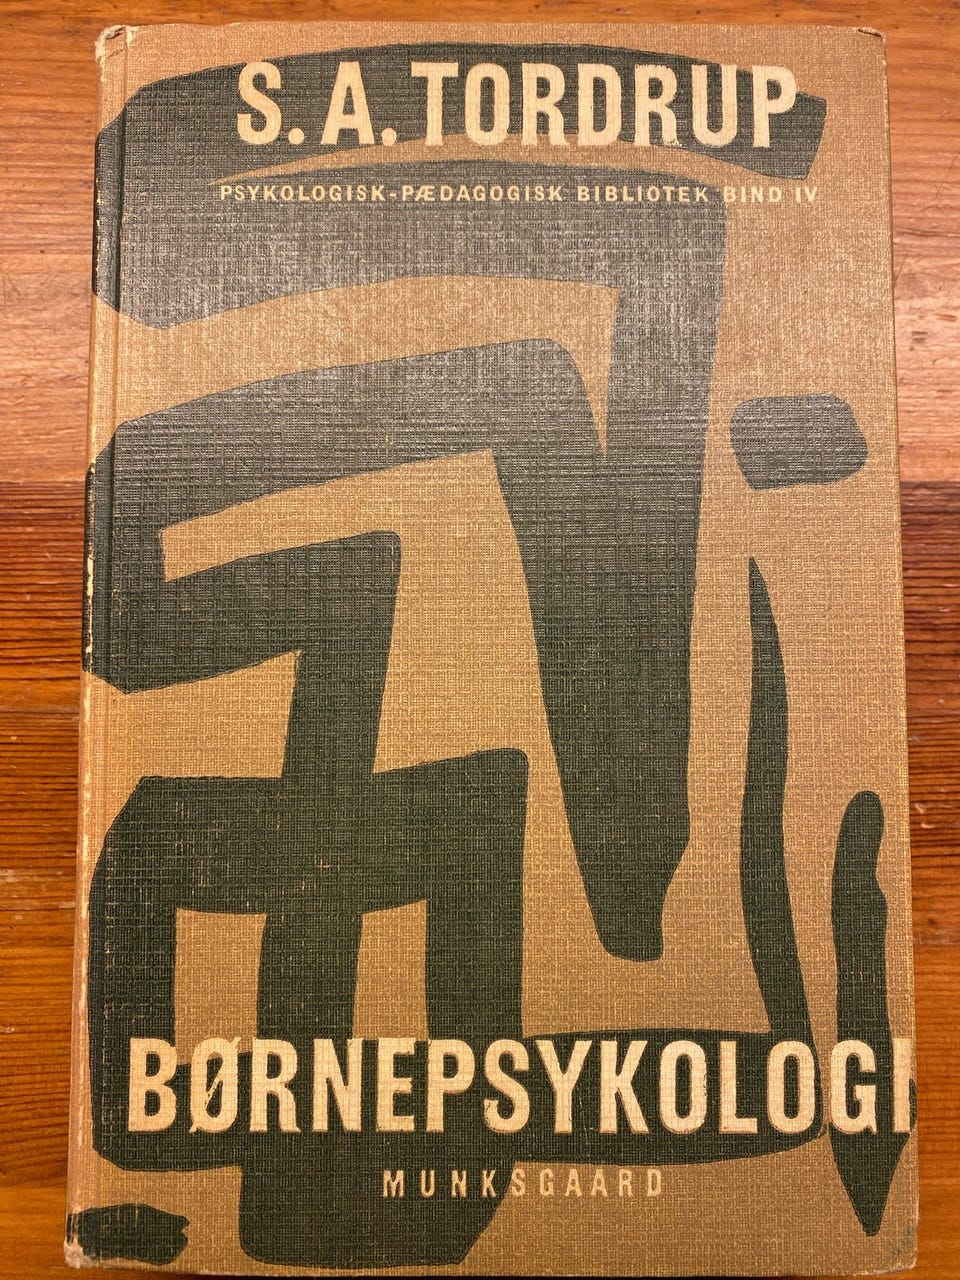 S. A. TORDRUP
PSYKOLOGISK-PÆDAGOGISK BIBLIOTEK BIND IV
BØRNEPSYKOLOGI
MUNKSGAARD